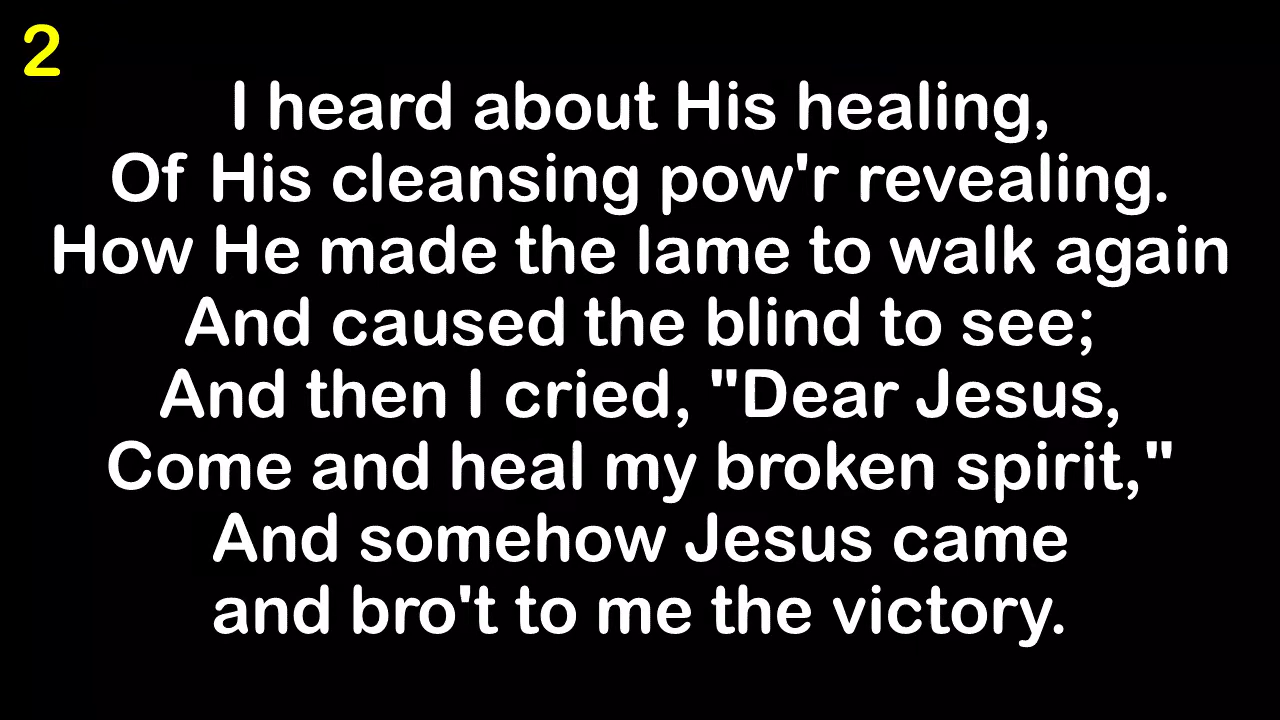 2
I heard about His healing,
Of His cleansing pow'r revealing.
How He made the lame to walk again
And caused the blind to see;
And then I cried, "Dear Jesus,
Come and heal my broken spirit,"
And somehow Jesus came
and bro't to me the victory.